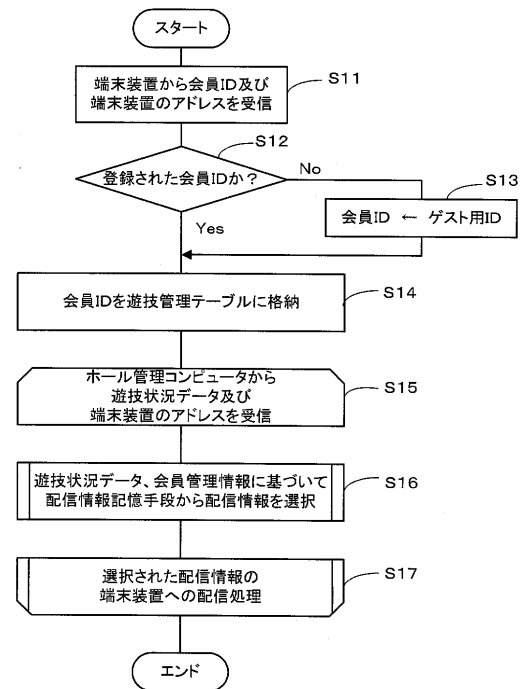 スタート
端末装置から会員ID及び
端末装置のアドレスを受信
S11
S12
登録された会員IDか？
No
S13
会員ID ← ゲスト用ID
Yes
会員IDを遊技管理テーブルに格納
S14
ホール管理コンピュータから
遊技状況データ及び
端末装置のアドレスを受信
S15
遊技状況データ、会員管理情報に基づいて
配信情報記憶手段から配信情報を選択
S16
選択された配信情報の
端末装置への配信処理
S17
エンド